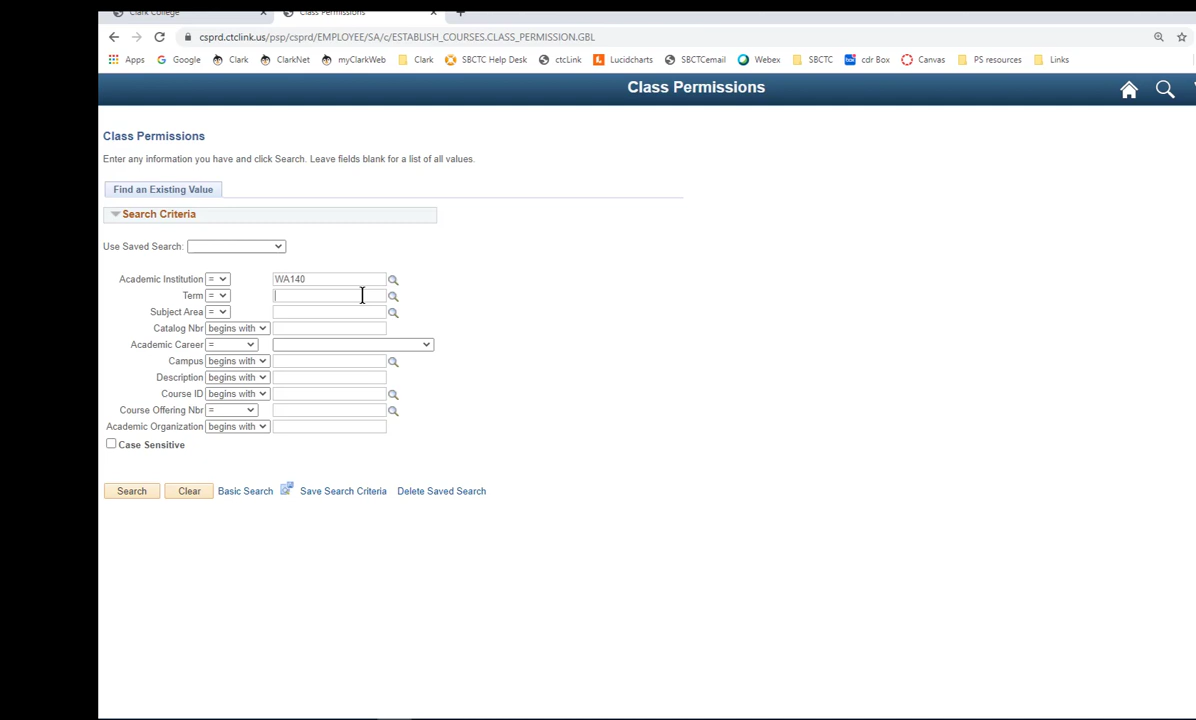 Clark College
Class Permissions
csprd.ctclink.us/psp/csprd/EMPLOYEE/SA/c/ESTABLISH_COURSES.CLASS_PERMISSION.GBL
Apps Google Clark ClarkNet myClarkWeb Clark SBCTC Help Desk ctcLink Lucidcharts SBCTCemail Webex SBCTC cdr Box Canvas PS resources Links
Class Permissions
Class Permissions
Enter any information you have and click Search. Leave fields blank for a list of all values.
Find an Existing Value
Search Criteria
Use Saved Search:
Academic Institution = WA140
Term =
Subject Area =
Catalog Nbr begins with
Academic Career =
Campus begins with
Description begins with
Course ID begins with
Course Offering Nbr =
Academic Organization begins with
Case Sensitive
Search Clear Basic Search Save Search Criteria Delete Saved Search